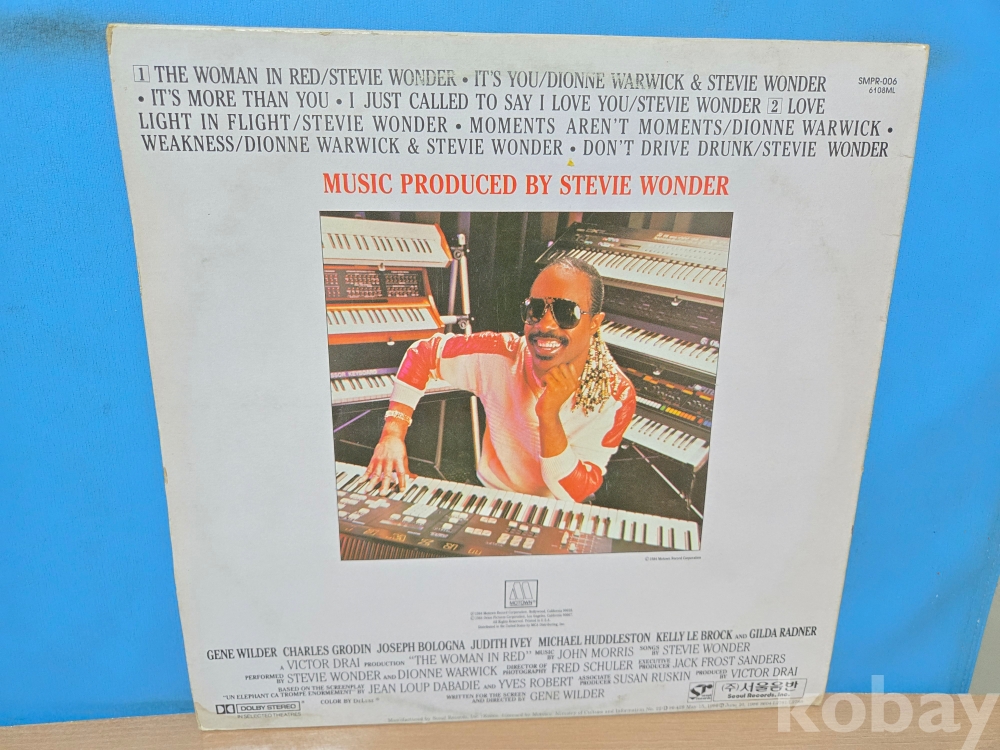 1 THE WOMAN IN RED/STEVIE WONDER • IT'S YOU/DIONNE WARWICK & STEVIE WONDER
SMPR-006
6108ML
• IT'S MORE THAN YOU • I JUST CALLED TO SAY I LOVE YOU/STEVIE WONDER 2 LOVE
LIGHT IN FLIGHT/STEVIE WONDER • MOMENTS AREN'T MOMENTS/DIONNE WARWICK •
WEAKNESS/DIONNE WARWICK & STEVIE WONDER • DON'T DRIVE DRUNK/STEVIE WONDER
MUSIC PRODUCED BY STEVIE WONDER
© 1984 Motown Record Corporation
MOTOWN
GENE WILDER CHARLES GRODIN JOSEPH BOLOGNA JUDITH IVEY MICHAEL HUDDLESTON KELLY LE BROCK AND GILDA RADNER
A VICTOR DRAI PRODUCTION "THE WOMAN IN RED" MUSIC BY JOHN MORRIS SONGS BY STEVIE WONDER
PERFORMED BY STEVIE WONDER AND DIONNE WARWICK DIRECTOR OF PHOTOGRAPHY FRED SCHULER EXECUTIVE PRODUCER JACK FROST SANDERS
BASED ON THE SCREENPLAY "UN ELEPHANT CA TROMPE ENORMEMENT" BY JEAN LOUP DABADIE AND YVES ROBERT ASSOCIATE PRODUCER SUSAN RUSKIN PRODUCED BY VICTOR DRAI
COLOR BY DeLuxe WRITTEN FOR THE SCREEN AND DIRECTED BY GENE WILDER
DOLBY STEREO
IN SELECTED THEATRES
(주)서울음반
Seoul Records, Inc.
kobay